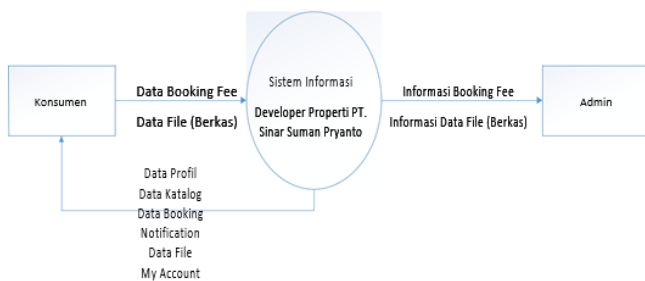 Konsumen
Data Booking Fee
Data File (Berkas)
Sistem Informasi
Developer Properti PT.
Sinar Suman Pryanto
Informasi Booking Fee
Informasi Data File (Berkas)
Admin
Data Profil
Data Katalog
Data Booking
Notification
Data File
My Account